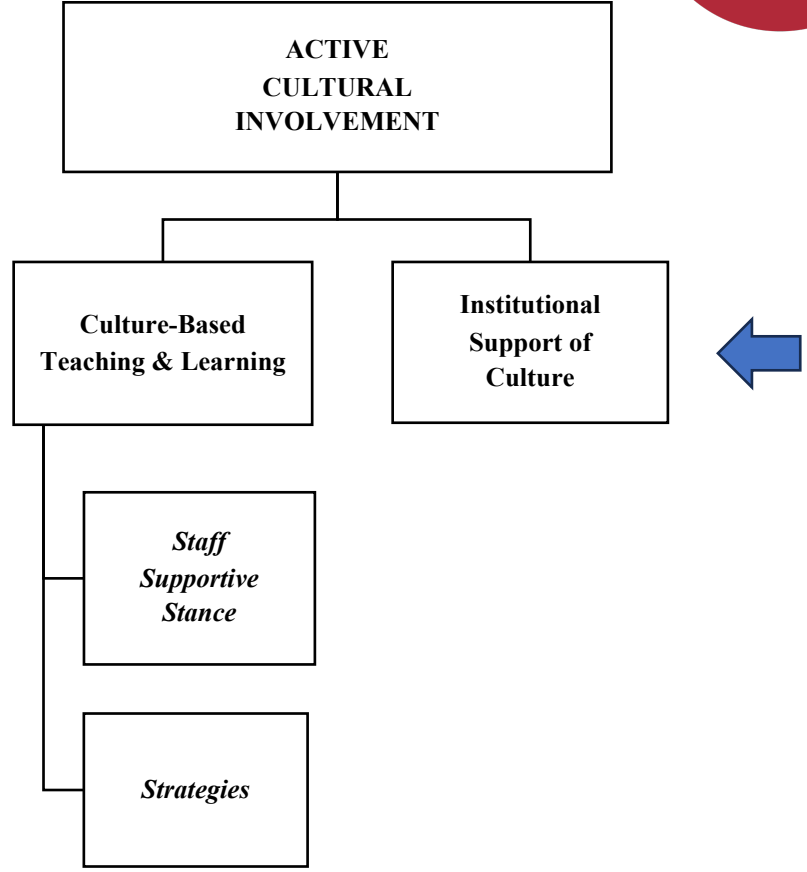 ACTIVE
CULTURAL
INVOLVEMENT
Culture-Based
Teaching & Learning
Institutional
Support of
Culture
Staff
Supportive
Stance
Strategies